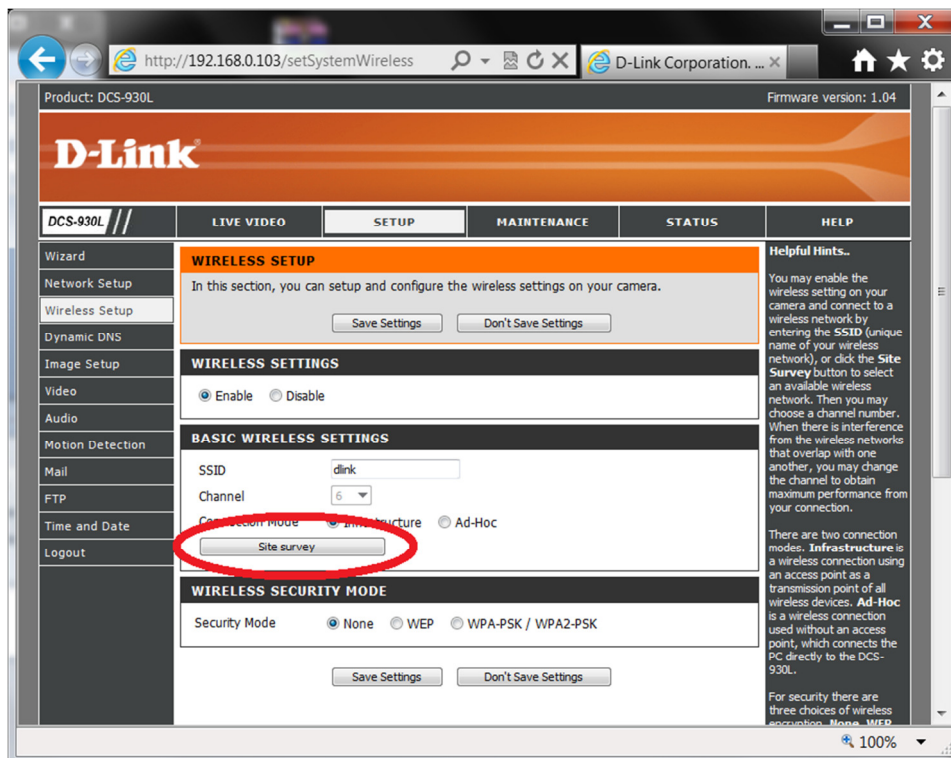 http://192.168.0.103/setSystemWireless
D-Link Corporation. ...
Product: DCS-930L
Firmware version: 1.04
D-Link
DCS-930L
LIVE VIDEO
SETUP
MAINTENANCE
STATUS
HELP
Wizard
Network Setup
Wireless Setup
Dynamic DNS
Image Setup
Video
Audio
Motion Detection
Mail
FTP
Time and Date
Logout
WIRELESS SETUP
In this section, you can setup and configure the wireless settings on your camera.
Save Settings
Don't Save Settings
WIRELESS SETTINGS
Enable
Disable
BASIC WIRELESS SETTINGS
SSID
dlink
Channel
6
Connection Mode
Infrastructure
Ad-Hoc
Site survey
WIRELESS SECURITY MODE
Security Mode
None
WEP
WPA-PSK / WPA2-PSK
Save Settings
Don't Save Settings
Helpful Hints..
You may enable the
wireless setting on your
camera and connect to a
wireless network by
entering the SSID (unique
name of your wireless
network), or click the Site
Survey button to select
an available wireless
network. Then you may
choose a channel number.
When there is interference
from the wireless networks
that overlap with one
another, you may change
the channel to obtain
maximum performance from
your connection.
There are two connection
modes. Infrastructure is
a wireless connection using
an access point as a
transmission point of all
wireless devices. Ad-Hoc
is a wireless connection
used without an access
point, which connects the
PC directly to the DCS-
930L.
For security there are
three choices of wireless
encryption. None, WEP
100%